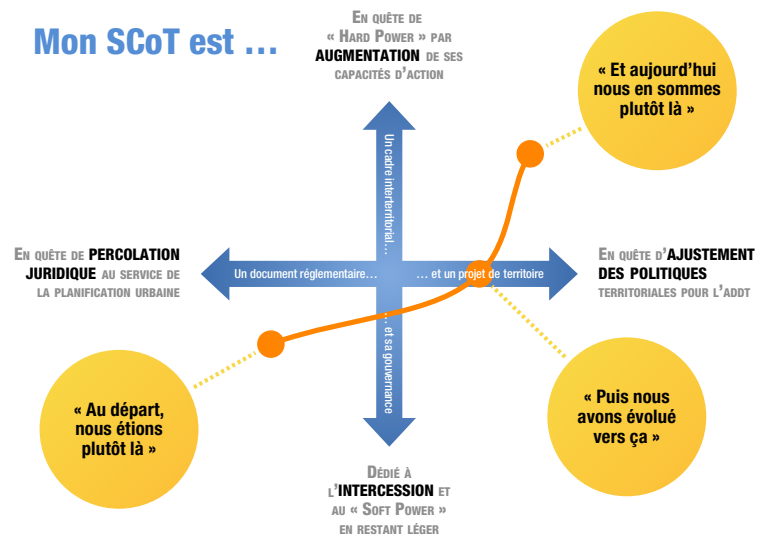 Mon SCoT est …
En quête de
« Hard Power » par
AUGMENTATION de ses
capacités d’action
« Et aujourd’hui
nous en sommes
plutôt là »
Un cadre interterritorial…
En quête de PERCOLATION
JURIDIQUE au service de
la planification urbaine
Un document réglementaire…
… et un projet de territoire
En quête d’AJUSTEMENT
DES POLITIQUES
territoriales pour l’ADDT
… et sa gouvernance
« Au départ,
nous étions
plutôt là »
« Puis nous
avons évolué
vers ça »
Dédié à
l’INTERCESSION et
au « Soft Power »
en restant léger